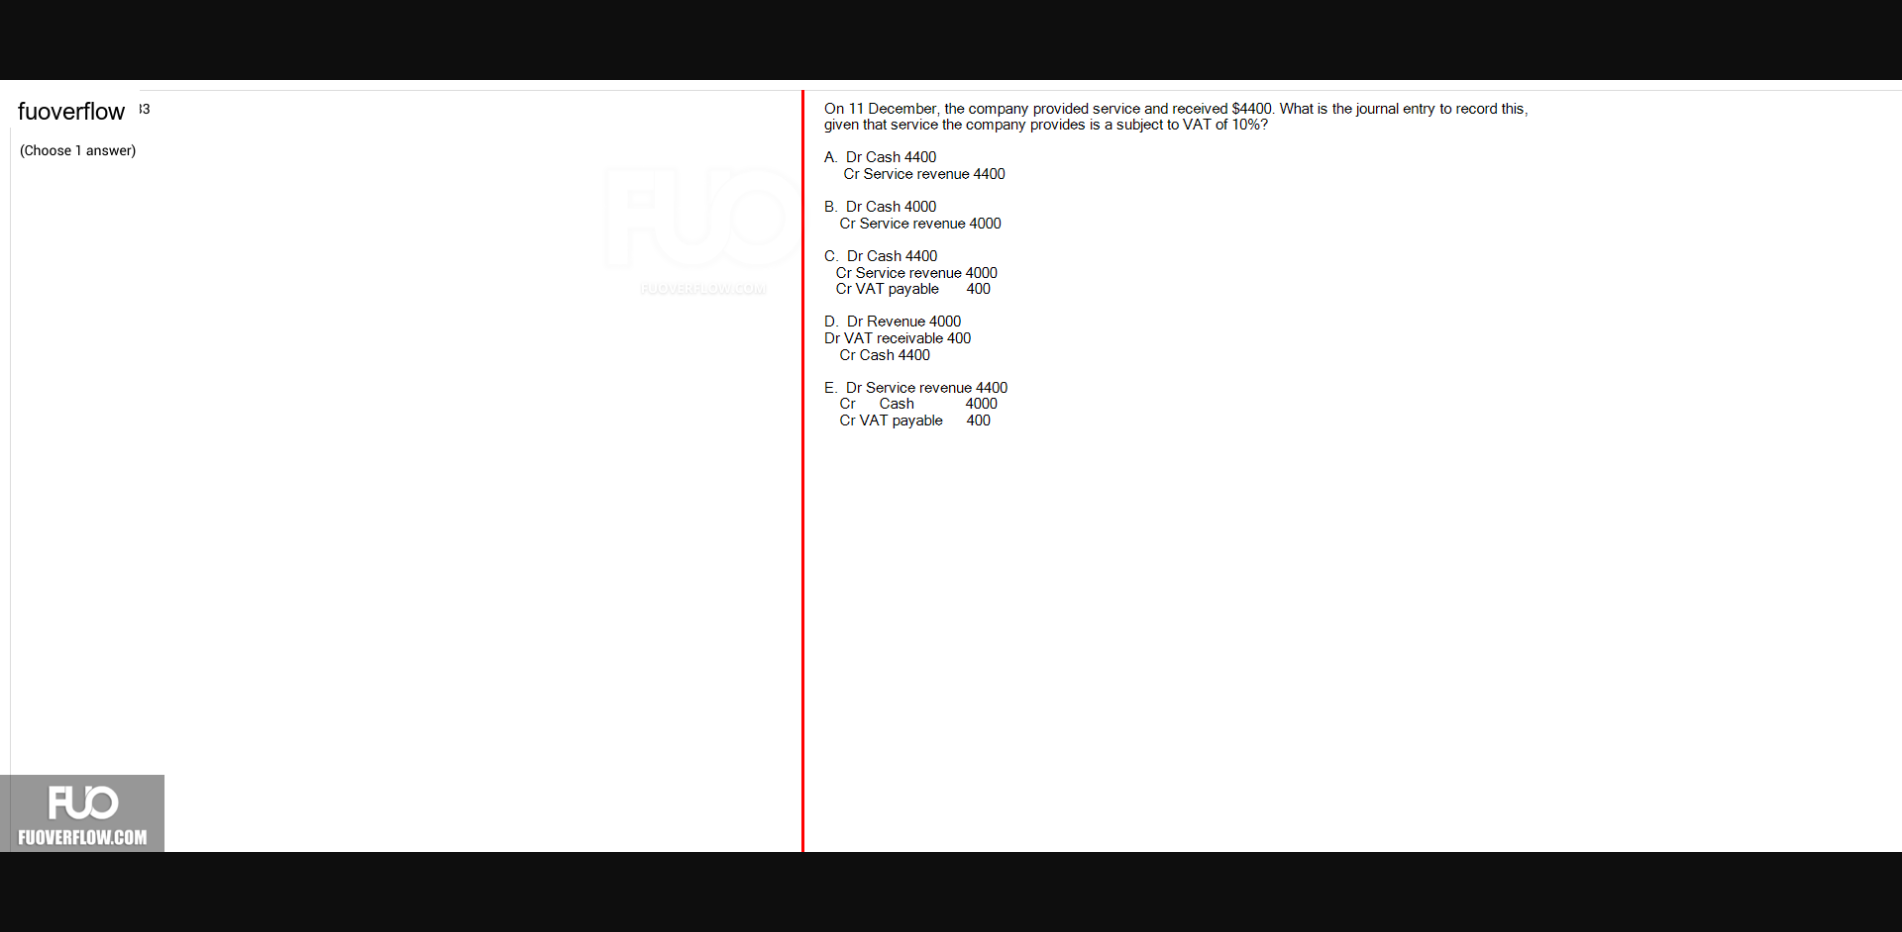 fuoverflow 33
(Choose 1 answer)
FUO
FUOVERFLOW.COM
On 11 December, the company provided service and received $4400. What is the journal entry to record this,
given that service the company provides is a subject to VAT of 10%?
A. Dr Cash 4400
Cr Service revenue 4400
B. Dr Cash 4000
Cr Service revenue 4000
C. Dr Cash 4400
Cr Service revenue 4000
Cr VAT payable 400
D. Dr Revenue 4000
Dr VAT receivable 400
Cr Cash 4400
E. Dr Service revenue 4400
Cr Cash 4000
Cr VAT payable 400
FUO
FUOVERFLOW.COM